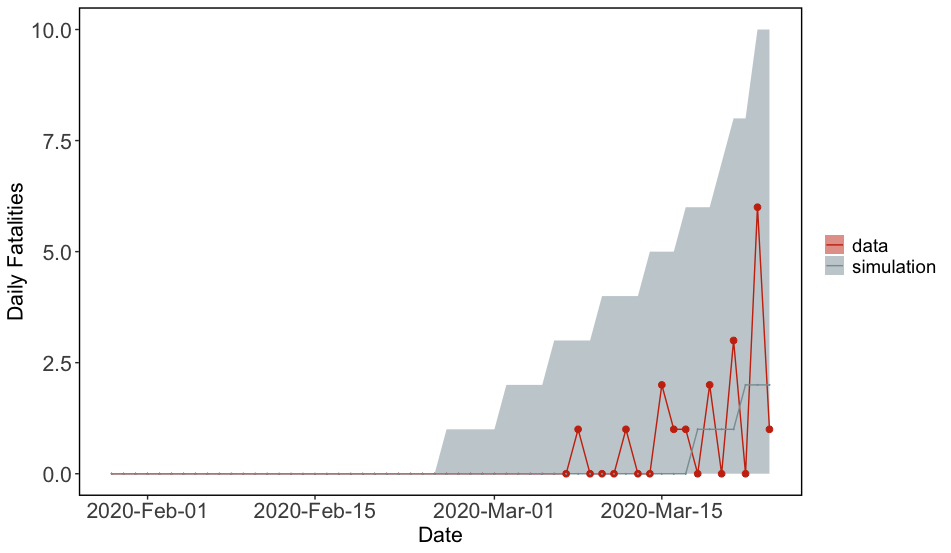 10.0
7.5
5.0
2.5
0.0
Daily Fatalities
2020-Feb-01
2020-Feb-15
2020-Mar-01
2020-Mar-15
Date
data
simulation